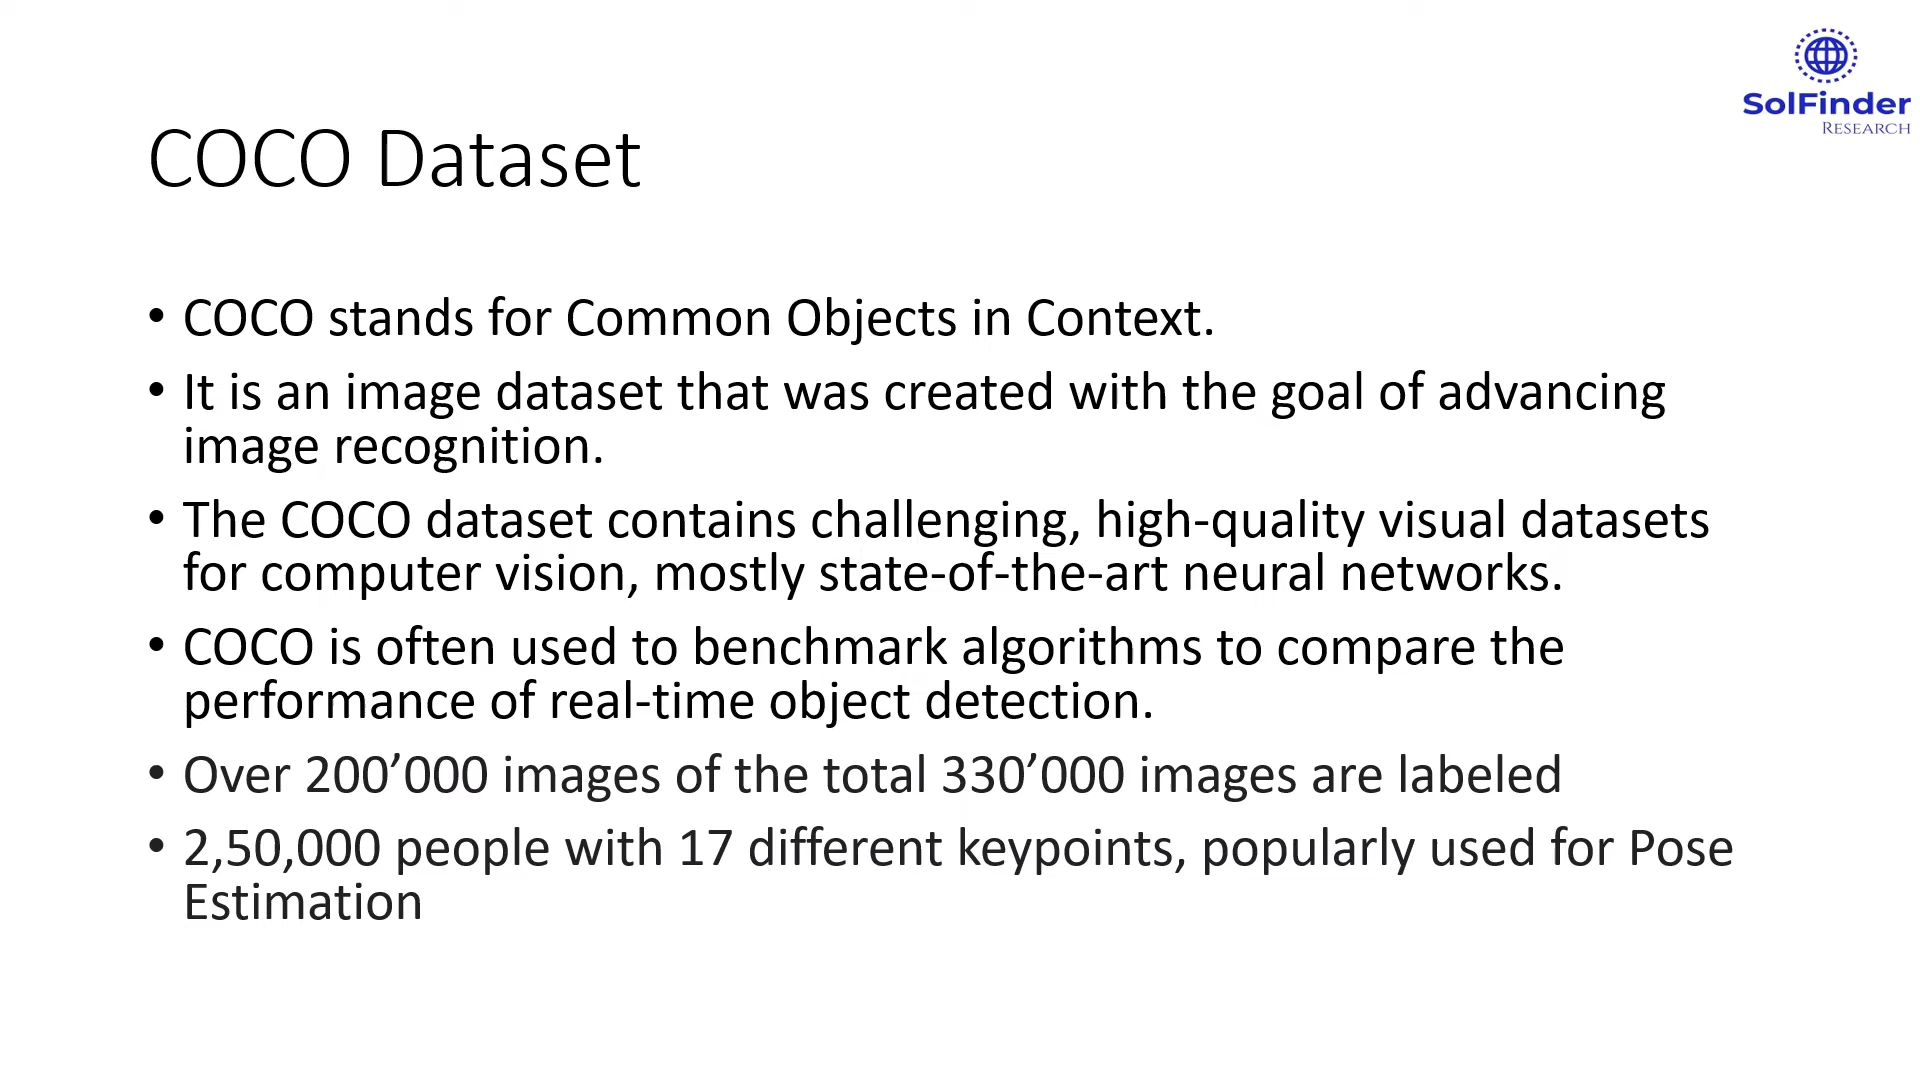 SolFinder
RESEARCH
COCO Dataset
• COCO stands for Common Objects in Context.
• It is an image dataset that was created with the goal of advancing
image recognition.
• The COCO dataset contains challenging, high-quality visual datasets
for computer vision, mostly state-of-the-art neural networks.
• COCO is often used to benchmark algorithms to compare the
performance of real-time object detection.
• Over 200’000 images of the total 330’000 images are labeled
• 2,50,000 people with 17 different keypoints, popularly used for Pose
Estimation